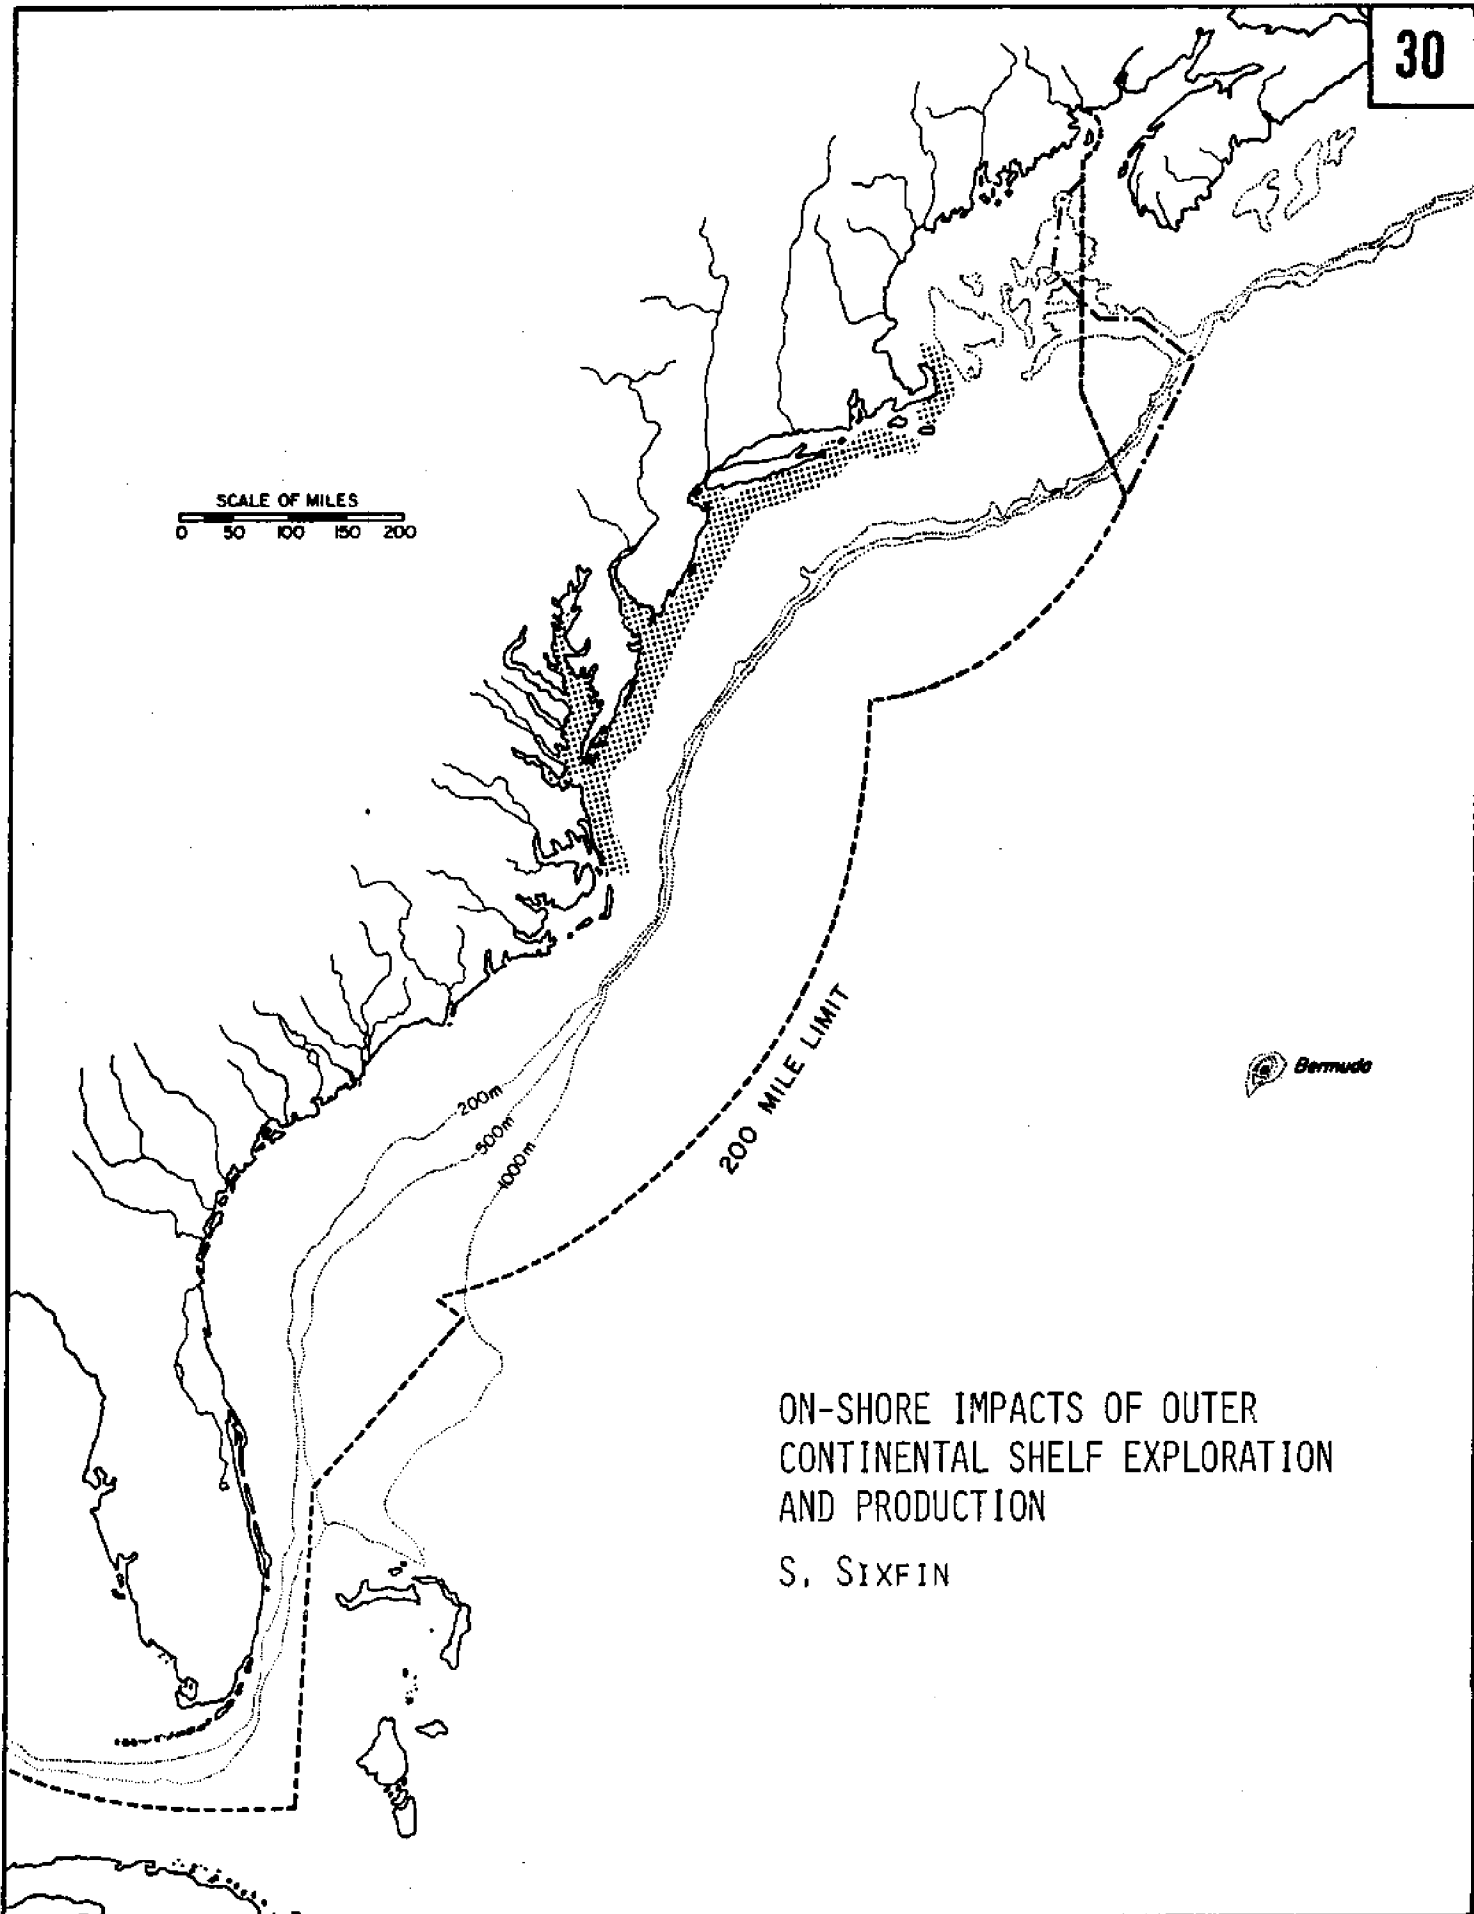 30
SCALE OF MILES
0 50 100 150 200
200 MILE LIMIT
Bermuda
200m
500m
1000m
ON-SHORE IMPACTS OF OUTER
CONTINENTAL SHELF EXPLORATION
AND PRODUCTION
S. SIXFIN